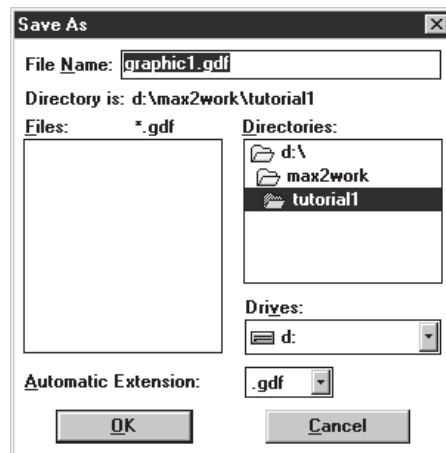 Save As
File Name: graphic1.gdf
Directory is: d:\max2work\tutorial1
Files: *.gdf
Directories:
d:\
max2work
tutorial1
Drives:
d:
Automatic Extension: .gdf
OK Cancel